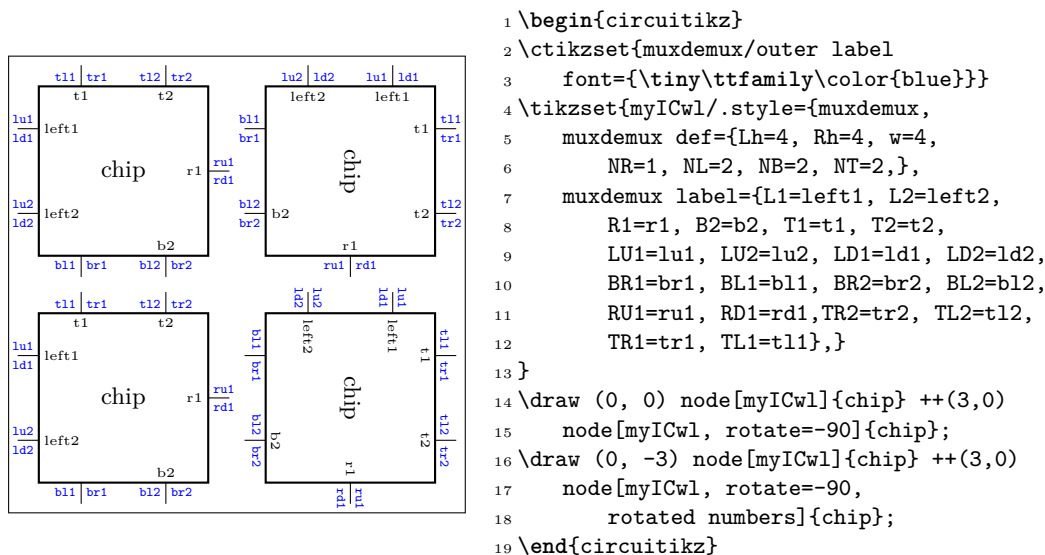 tl1 tr1 tl2 tr2
t1 t2
lu1
ld1
left1
chip
r1
ru1
rd1
lu2
ld2
left2
b2
bl1 br1 bl2 br2
lu2 ld2 lu1 ld1
left2 left1
bl1
br1
t1
tl1
tr1
chip
bl2
br2
b2
t2
tl2
tr2
r1
ru1 rd1
tl1 tr1 tl2 tr2
t1 t2
lu1
ld1
left1
chip
r1
ru1
rd1
lu2
ld2
left2
b2
bl1 br1 bl2 br2
ld2 lu2 ld1 lu1
left2 left1
bl1
br1
t1
tl1
tr1
chip
bl2
br2
b2
t2
tl2
tr2
r1
rd1 ru1
1 \begin{circuitikz}
2 \ctikzset{muxdemux/outer label
3 font={\tiny\ttfamily\color{blue}}}
4 \tikzset{myICwl/.style={muxdemux,
5 muxdemux def={Lh=4, Rh=4, w=4,
6 NR=1, NL=2, NB=2, NT=2,},
7 muxdemux label={L1=left1, L2=left2,
8 R1=r1, B2=b2, T1=t1, T2=t2,
9 LU1=lu1, LU2=lu2, LD1=ld1, LD2=ld2,
10 BR1=br1, BL1=bl1, BR2=br2, BL2=bl2,
11 RU1=ru1, RD1=rd1,TR2=tr2, TL2=tl2,
12 TR1=tr1, TL1=tl1},}
13 }
14 \draw (0, 0) node[myICwl]{chip} ++(3,0)
15 node[myICwl, rotate=-90]{chip};
16 \draw (0, -3) node[myICwl]{chip} ++(3,0)
17 node[myICwl, rotate=-90,
18 rotated numbers]{chip};
19 \end{circuitikz}